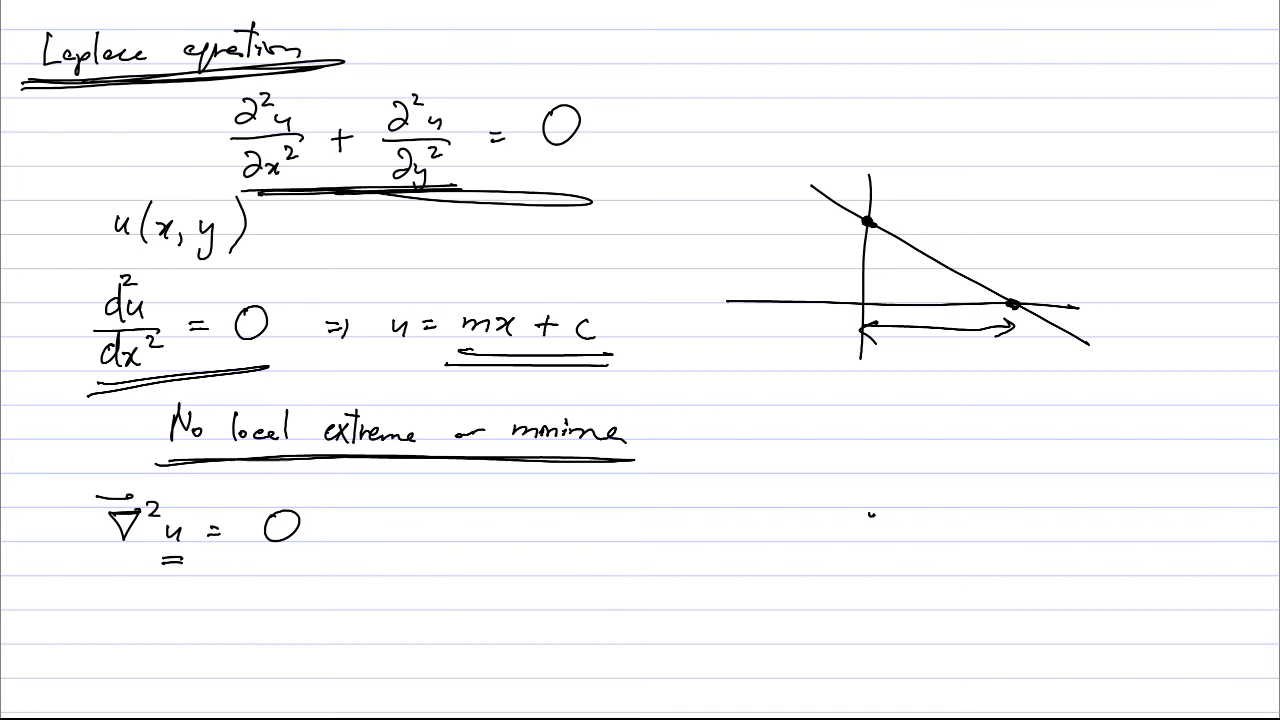 Laplace equation
∂²u/∂x² + ∂²u/∂y² = 0
u(x, y)
d²u/dx² = 0 ⇒ u = mx + c
No local extreme or minima
∇⃗²u = 0